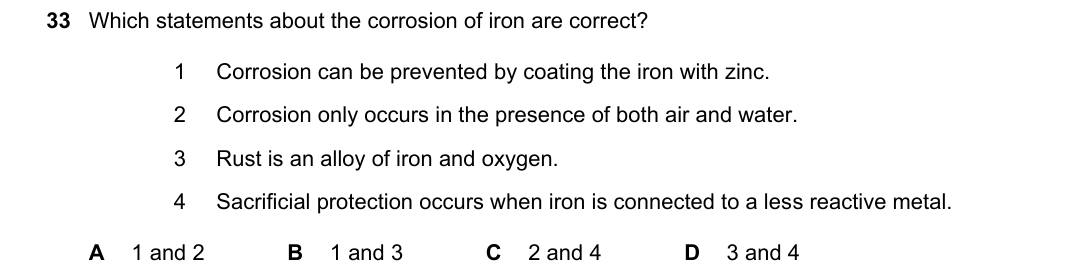 33 Which statements about the corrosion of iron are correct?
1 Corrosion can be prevented by coating the iron with zinc.
2 Corrosion only occurs in the presence of both air and water.
3 Rust is an alloy of iron and oxygen.
4 Sacrificial protection occurs when iron is connected to a less reactive metal.
A 1 and 2 B 1 and 3 C 2 and 4 D 3 and 4